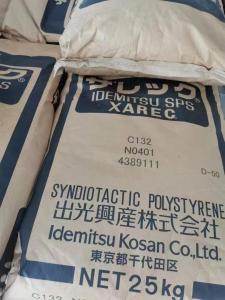 ザレック®
IDEMITSU SPS
XAREC
C132
N0401
4389111
D-50
SYNDIOTACTIC POLYSTYRENE
出光興産株式会社
Idemitsu Kosan Co.,Ltd.
東京都千代田区
NET 25kg